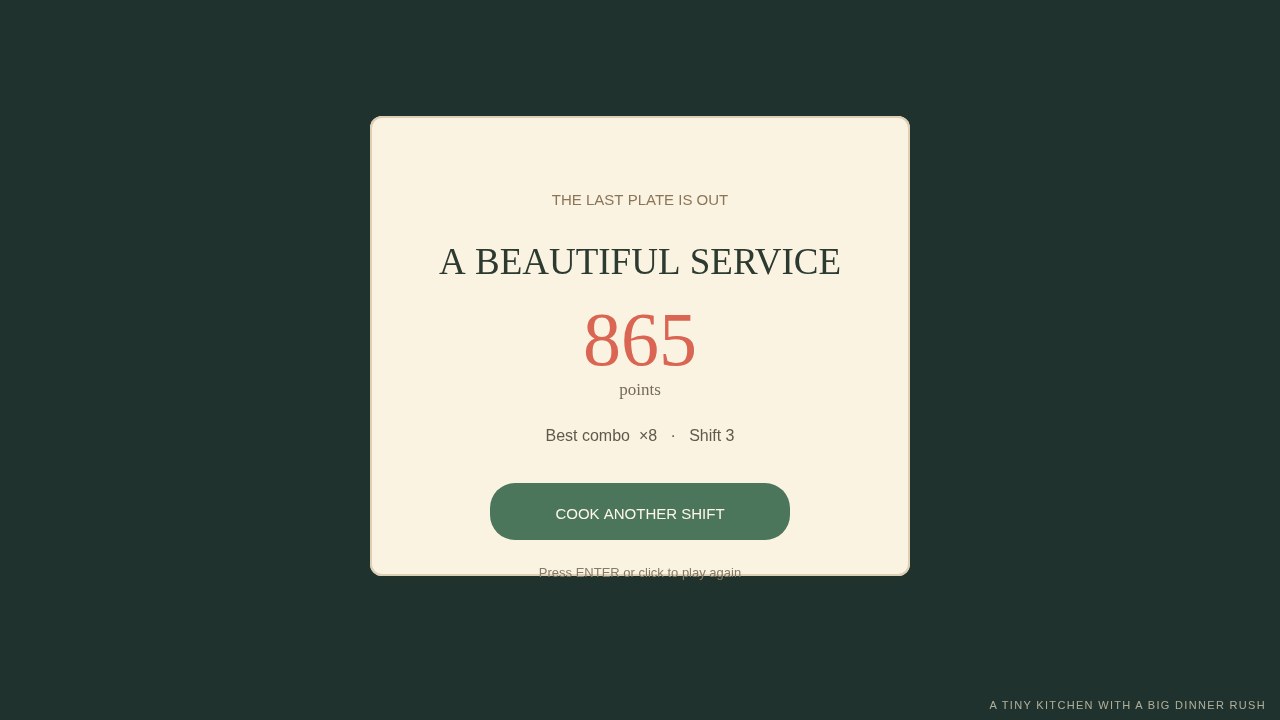 THE LAST PLATE IS OUT
A BEAUTIFUL SERVICE
865
points
Best combo ×8 · Shift 3
COOK ANOTHER SHIFT
Press ENTER or click to play again
A TINY KITCHEN WITH A BIG DINNER RUSH